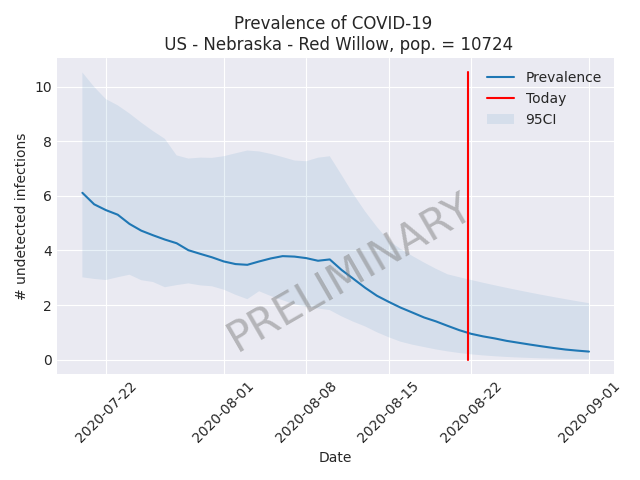 Prevalence of COVID-19
US - Nebraska - Red Willow, pop. = 10724
# undetected infections
10
8
6
4
2
0
Prevalence
Today
95CI
PRELIMINARY
2020-07-22
2020-08-01
2020-08-08
2020-08-15
2020-08-22
2020-09-01
Date